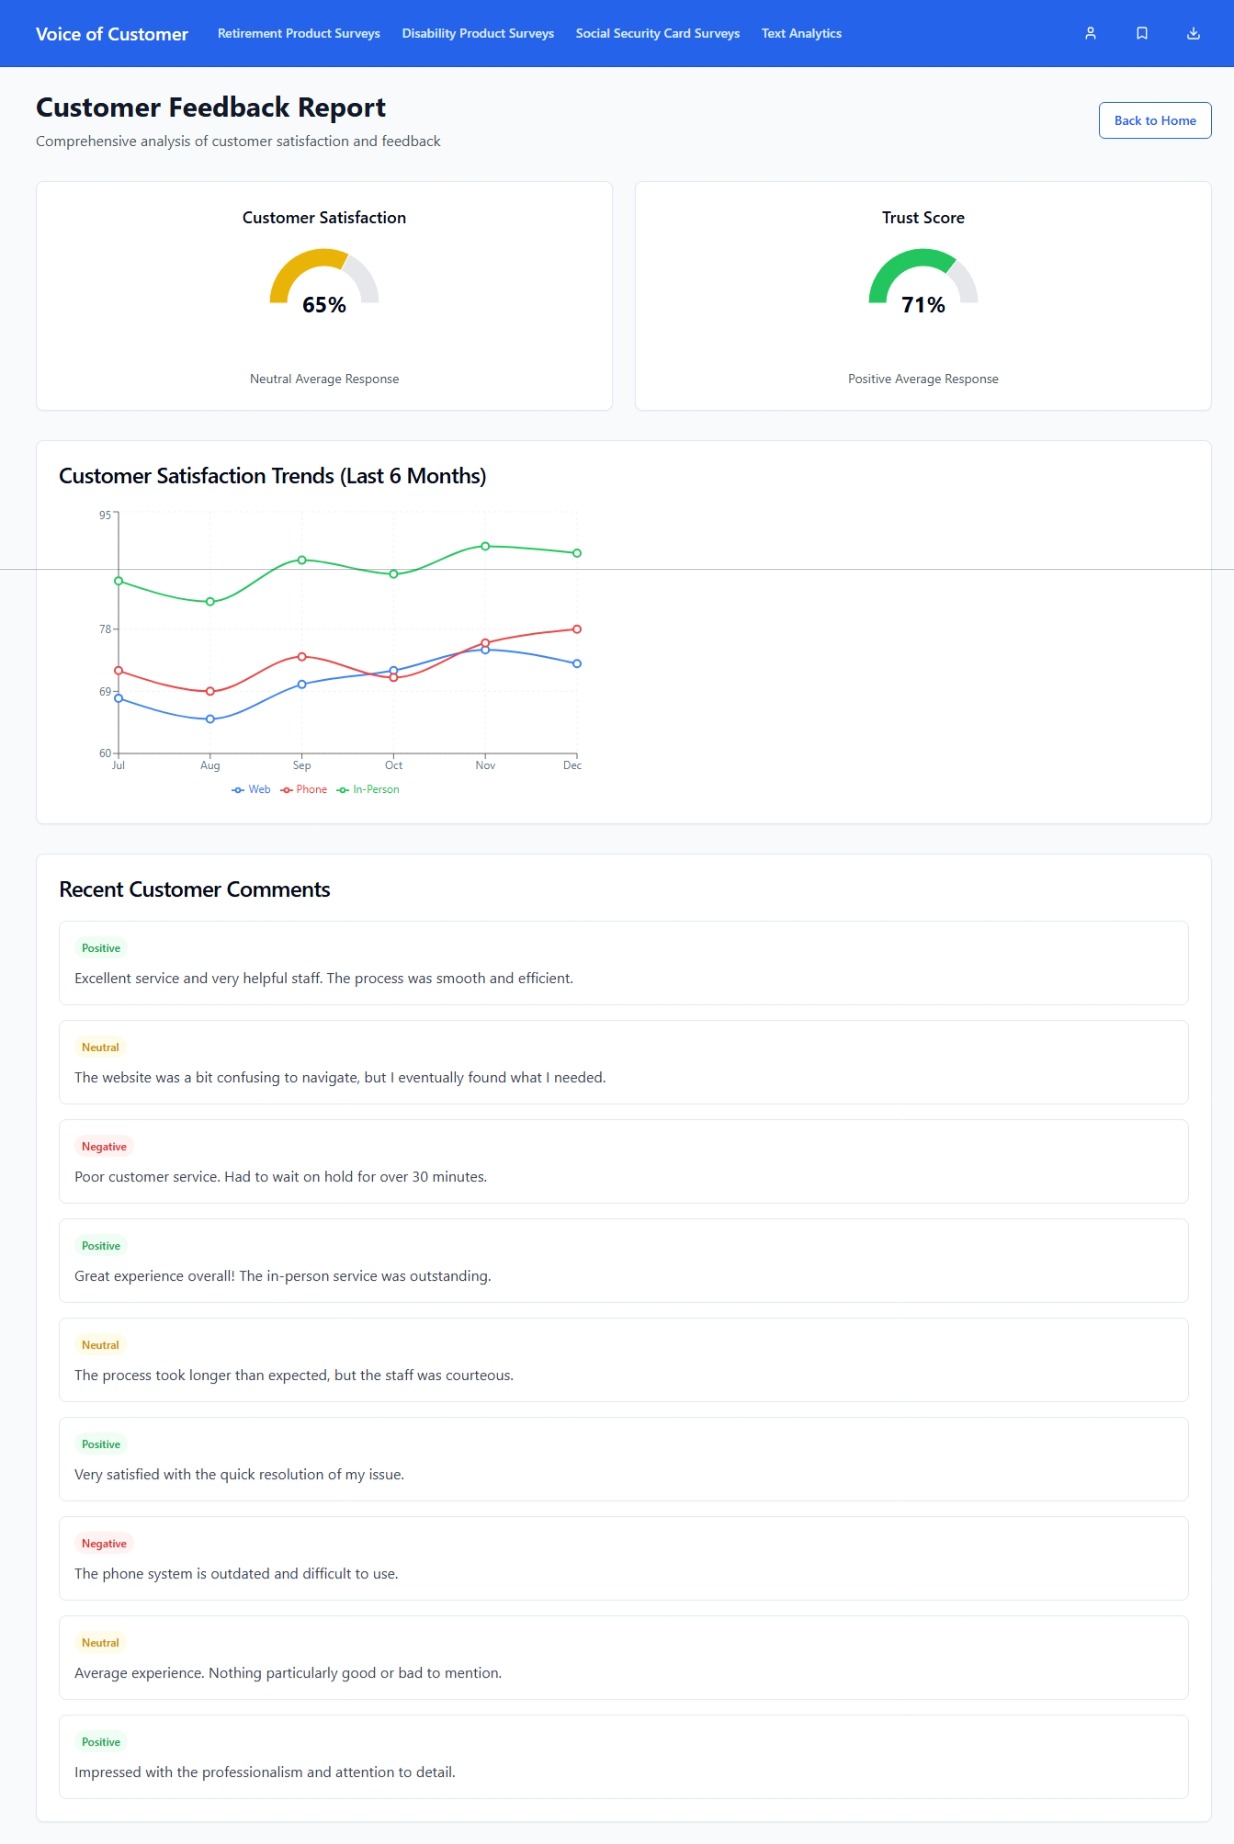 Voice of Customer
Retirement Product Surveys
Disability Product Surveys
Social Security Card Surveys
Text Analytics
Customer Feedback Report
Comprehensive analysis of customer satisfaction and feedback
Back to Home
Customer Satisfaction
65%
Neutral Average Response
Trust Score
71%
Positive Average Response
Customer Satisfaction Trends (Last 6 Months)
95
78
69
60
Jul Aug Sep Oct Nov Dec
Web Phone In-Person
Recent Customer Comments
Positive
Excellent service and very helpful staff. The process was smooth and efficient.
Neutral
The website was a bit confusing to navigate, but I eventually found what I needed.
Negative
Poor customer service. Had to wait on hold for over 30 minutes.
Positive
Great experience overall! The in-person service was outstanding.
Neutral
The process took longer than expected, but the staff was courteous.
Positive
Very satisfied with the quick resolution of my issue.
Negative
The phone system is outdated and difficult to use.
Neutral
Average experience. Nothing particularly good or bad to mention.
Positive
Impressed with the professionalism and attention to detail.